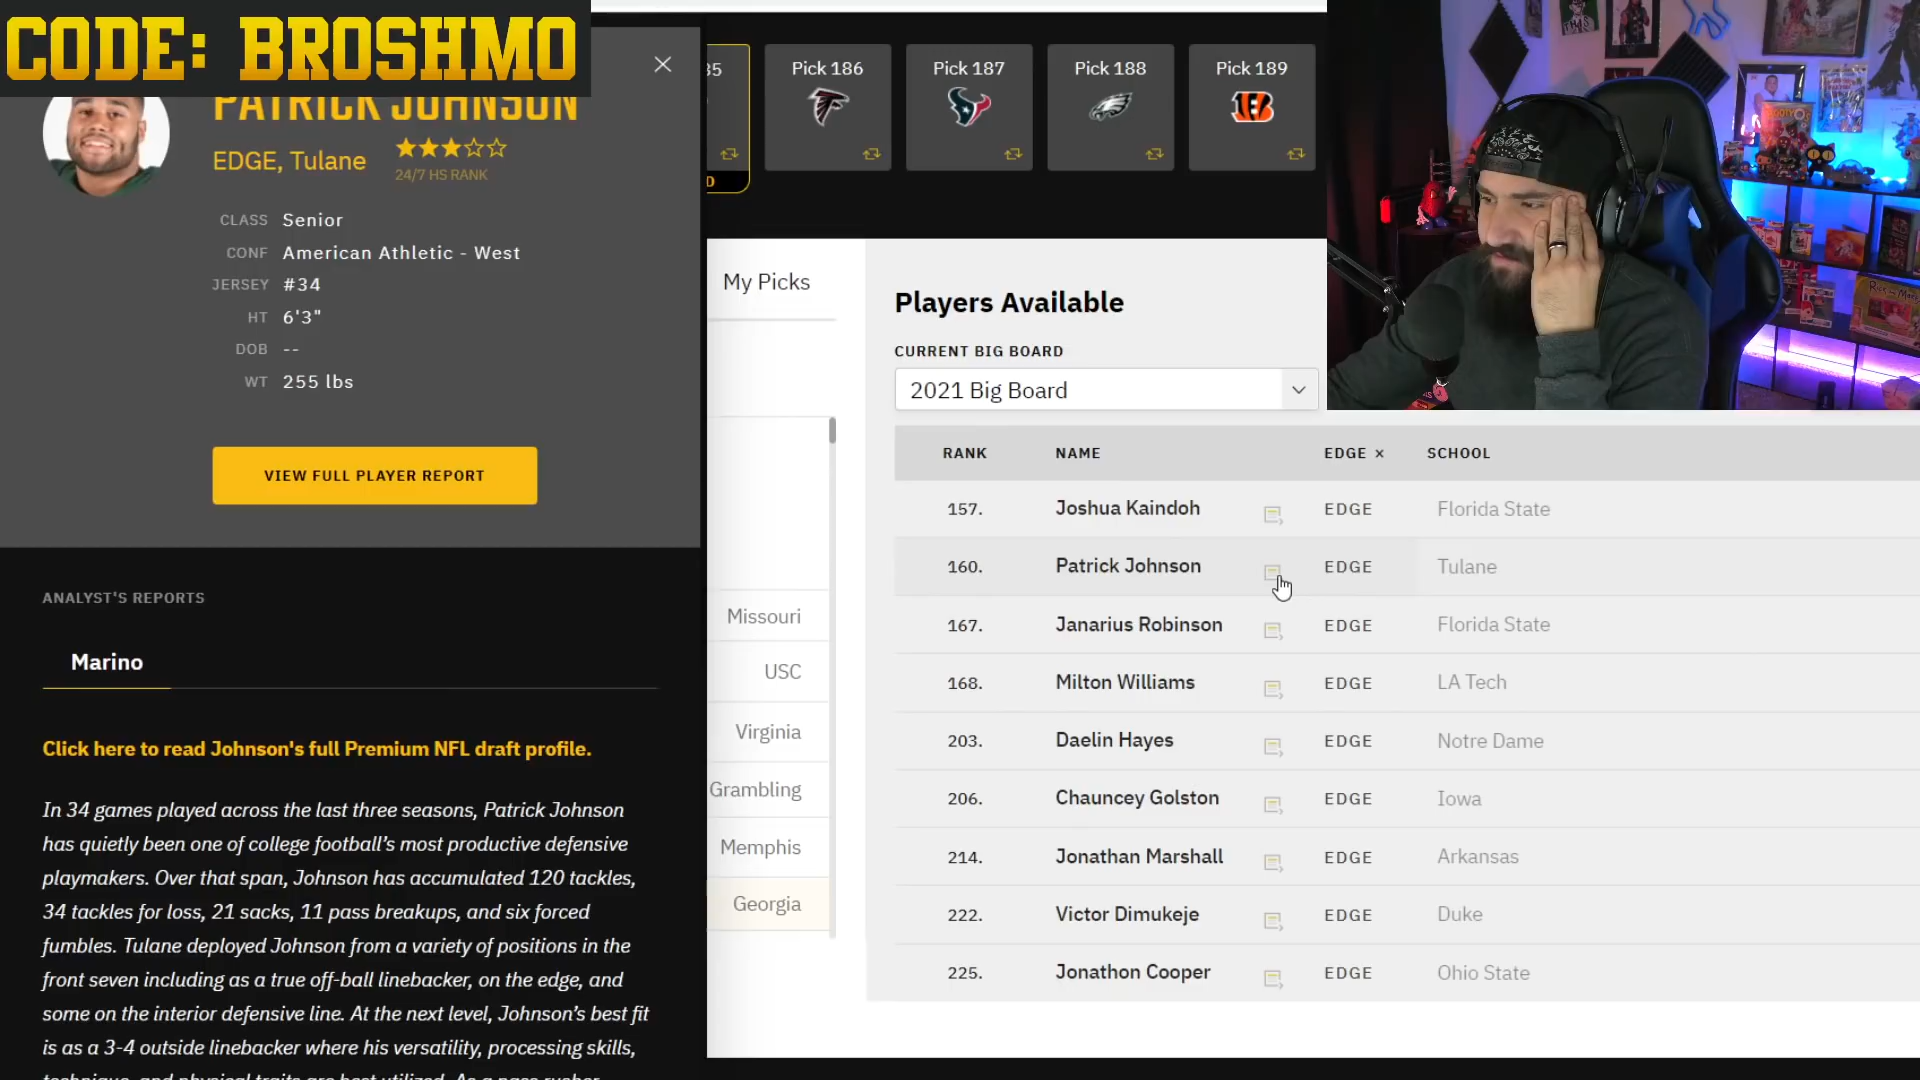 CODE: BROSHMO
PATRICK JOHNSON
EDGE, Tulane
24/7 HS RANK
CLASS Senior
CONF American Athletic - West
JERSEY #34
HT 6'3"
DOB --
WT 255 lbs
VIEW FULL PLAYER REPORT
ANALYST'S REPORTS
Marino
Click here to read Johnson's full Premium NFL draft profile.
In 34 games played across the last three seasons, Patrick Johnson
has quietly been one of college football’s most productive defensive
playmakers. Over that span, Johnson has accumulated 120 tackles,
34 tackles for loss, 21 sacks, 11 pass breakups, and six forced
fumbles. Tulane deployed Johnson from a variety of positions in the
front seven including as a true off-ball linebacker, on the edge, and
some on the interior defensive line. At the next level, Johnson’s best fit
is as a 3-4 outside linebacker where his versatility, processing skills,
technique, and physical traits are best utilized. As a pass rusher
Pick 186
Pick 187
Pick 188
Pick 189
My Picks
Missouri
USC
Virginia
Grambling
Memphis
Georgia
Players Available
CURRENT BIG BOARD
2021 Big Board
RANK NAME EDGE × SCHOOL
157. Joshua Kaindoh EDGE Florida State
160. Patrick Johnson EDGE Tulane
167. Janarius Robinson EDGE Florida State
168. Milton Williams EDGE LA Tech
203. Daelin Hayes EDGE Notre Dame
206. Chauncey Golston EDGE Iowa
214. Jonathan Marshall EDGE Arkansas
222. Victor Dimukeje EDGE Duke
225. Jonathon Cooper EDGE Ohio State